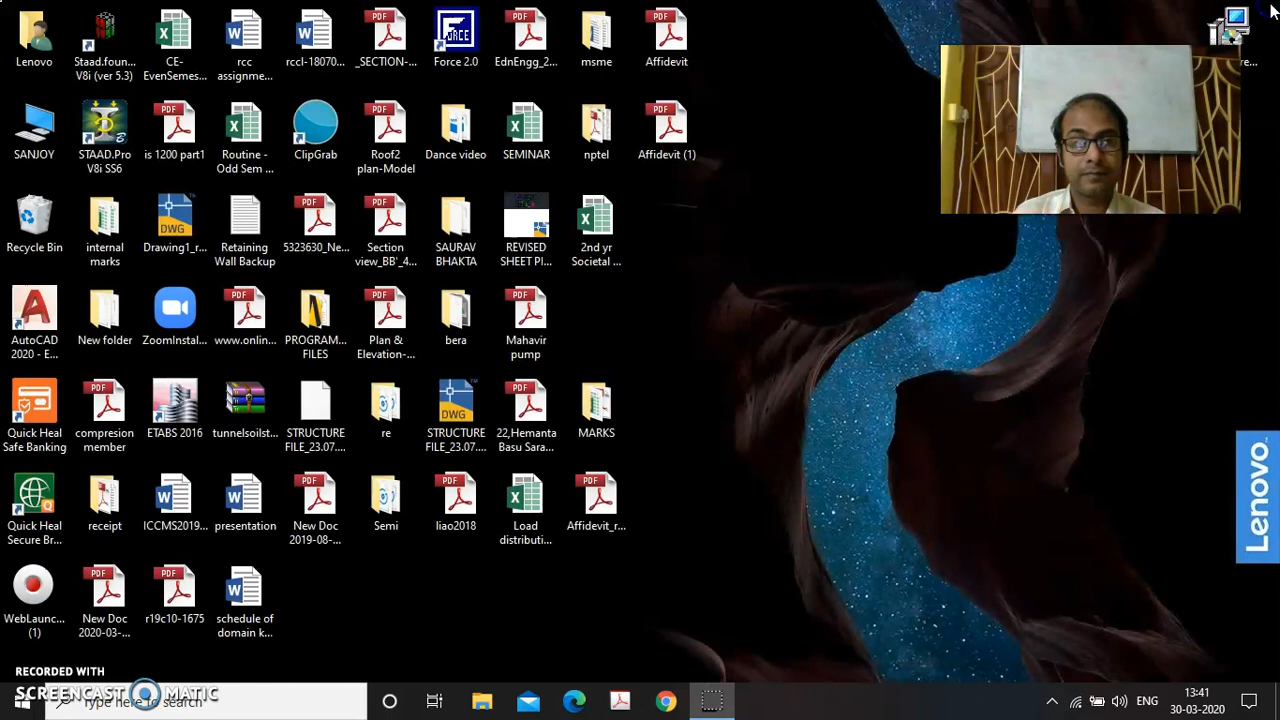 Lenovo
Staad.foun...
V8i (ver 5.3)
CE-
EvenSemes...
rcc
assignme...
rccl-18070...
_SECTION-...
Force 2.0
EdnEngg_2...
msme
Affidevit
SANJOY
STAAD.Pro
V8i SS6
is 1200 part1
Routine -
Odd Sem ...
ClipGrab
Roof2
plan-Model
Dance video
SEMINAR
nptel
Affidevit (1)
Recycle Bin
internal
marks
Drawing1_r...
Retaining
Wall Backup
5323630_Ne...
Section
view_BB'_4...
SAURAV
BHAKTA
REVISED
SHEET PI...
2nd yr
Societal ...
AutoCAD
2020 - E...
New folder
ZoomInstal...
www.onlin...
PROGRAM...
FILES
Plan &
Elevation-...
bera
Mahavir
pump
Quick Heal
Safe Banking
compresion
member
ETABS 2016
tunnelsoilst...
STRUCTURE
FILE_23.07....
re
STRUCTURE
FILE_23.07....
22,Hemanta
Basu Sara...
MARKS
Quick Heal
Secure Br...
receipt
ICCMS2019...
presentation
New Doc
2019-08-...
Semi
liao2018
Load
distributi...
Affidevit_r...
WebLaunc...
(1)
New Doc
2020-03-...
r19c10-1675
schedule of
domain k...
Lenovo
RECORDED WITH
SCREENCAST MATIC
Type here to search
ENG
13:41
30-03-2020